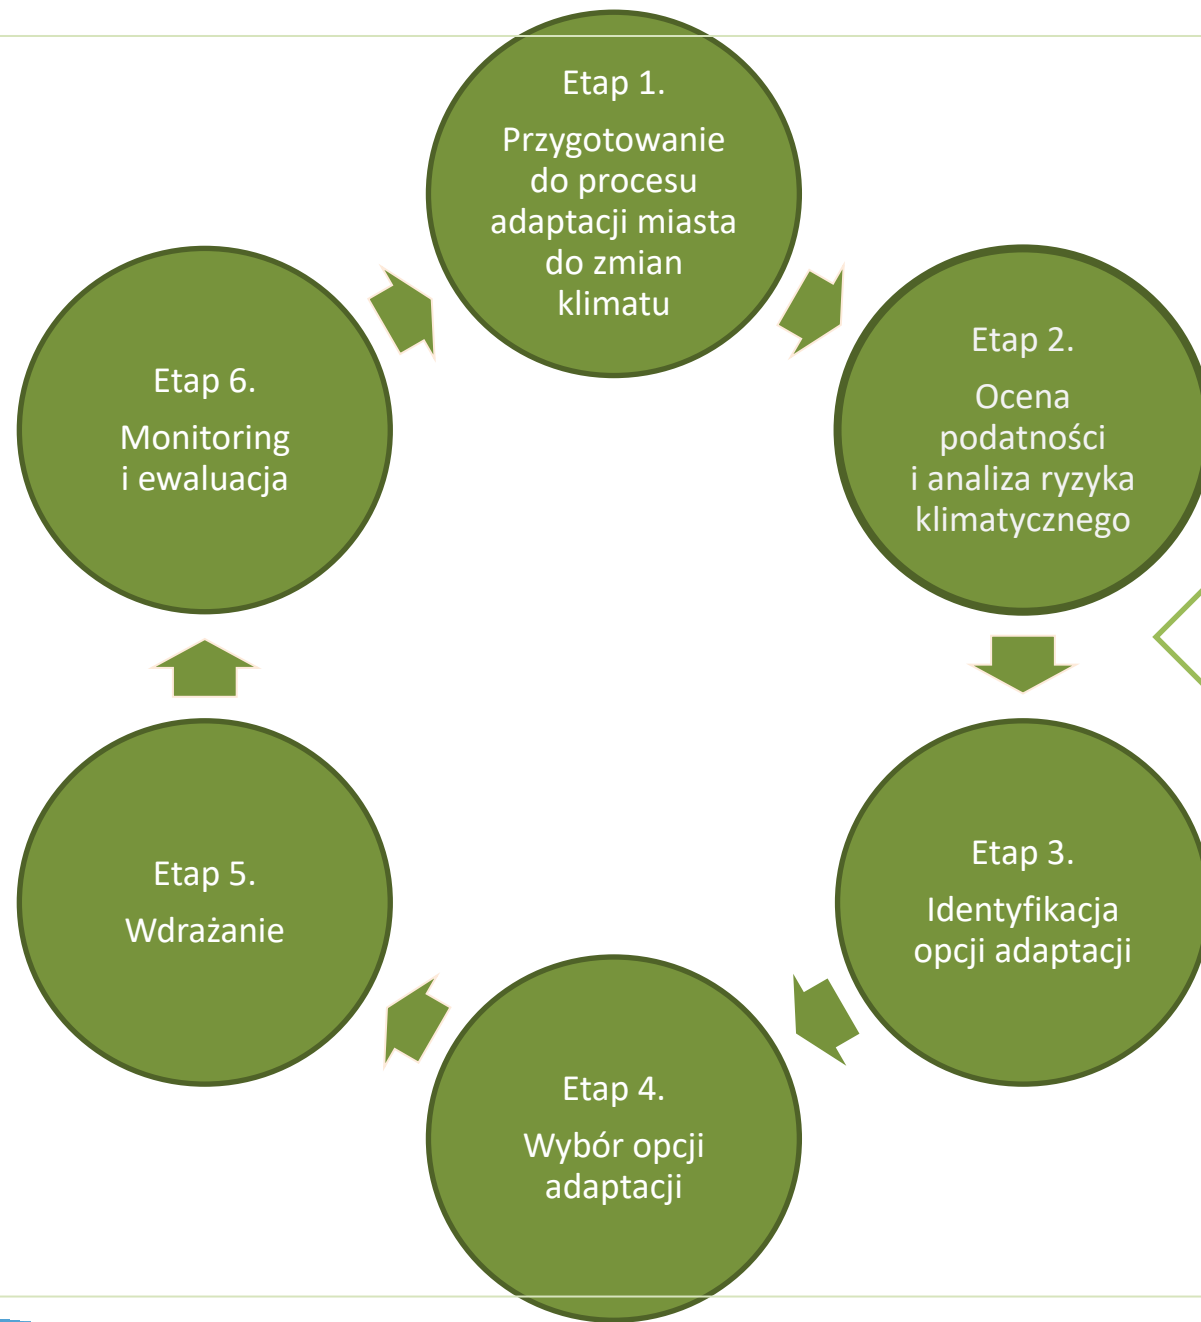 Etap 1.
Przygotowanie
do procesu
adaptacji miasta
do zmian
klimatu
Etap 2.
Ocena
podatności
i analiza ryzyka
klimatycznego
Etap 3.
Identyfikacja
opcji adaptacji
Etap 4.
Wybór opcji
adaptacji
Etap 5.
Wdrażanie
Etap 6.
Monitoring
i ewaluacja